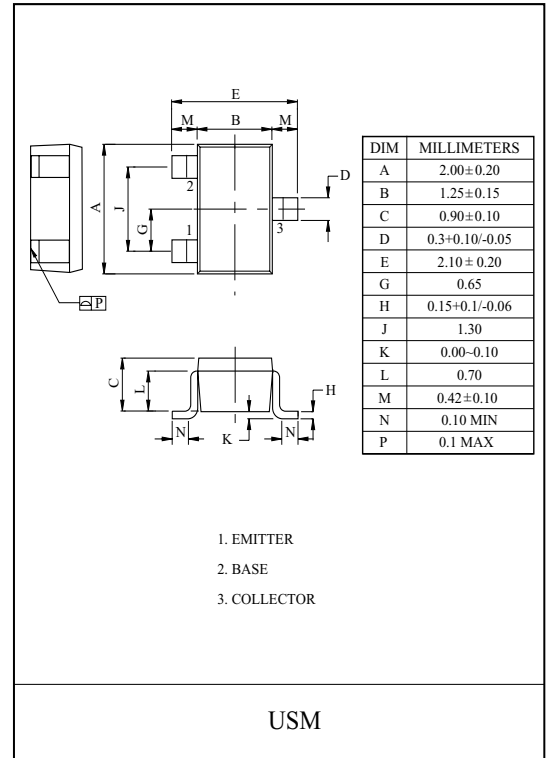 E
M B M
2
D
A
J
G
1
3
P
DIM MILLIMETERS
A 2.00±0.20
B 1.25±0.15
C 0.90±0.10
D 0.3+0.10/-0.05
E 2.10±0.20
G 0.65
H 0.15+0.1/-0.06
J 1.30
K 0.00~0.10
L 0.70
M 0.42±0.10
N 0.10 MIN
P 0.1 MAX
C
L
H
N K N
1. EMITTER
2. BASE
3. COLLECTOR
USM